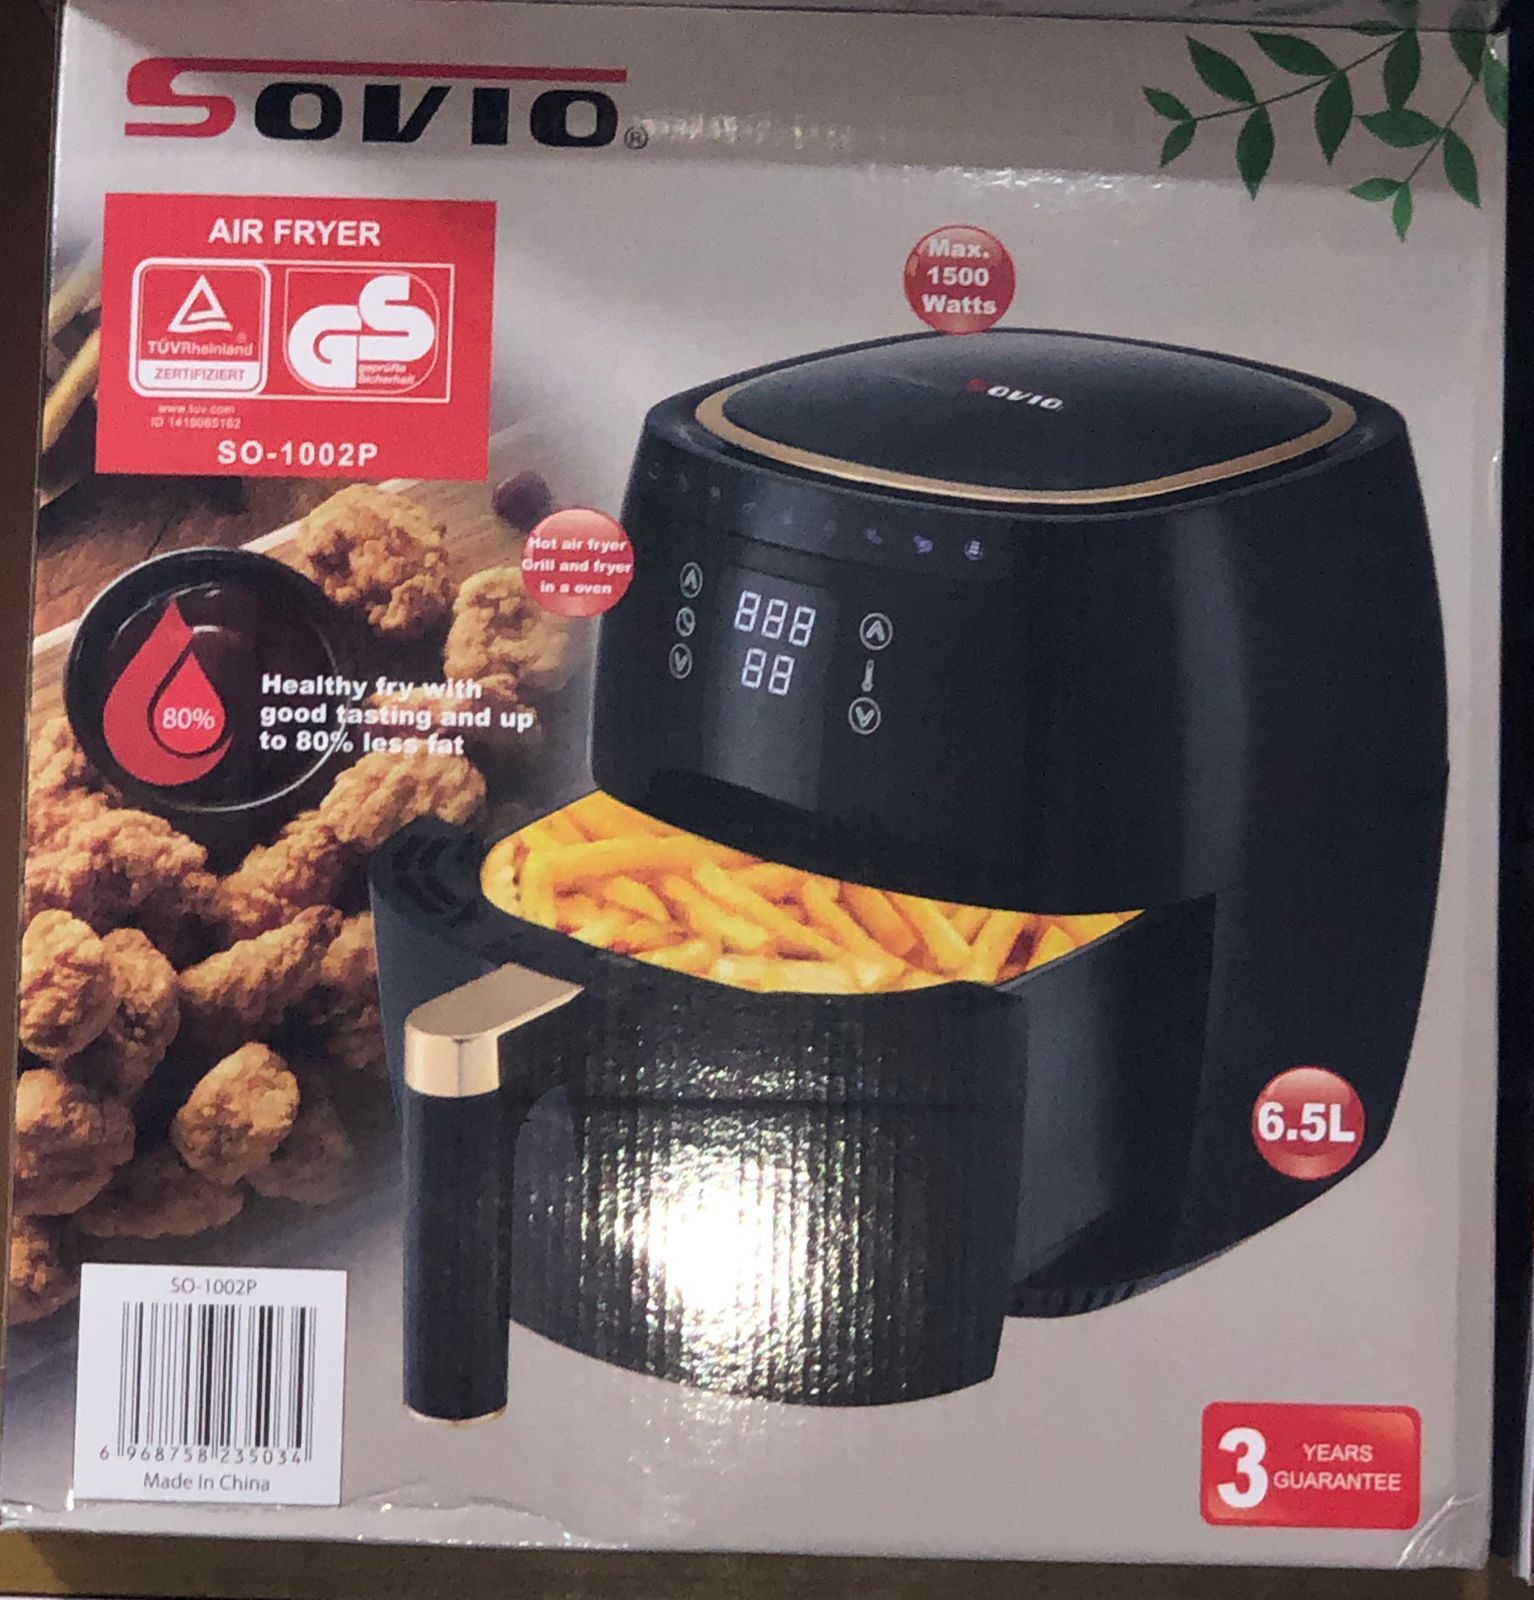 SOVIO®
AIR FRYER
TÜVRheinland®
ZERTIFIZIERT
GS
geprüfte
Sicherheit
www.tuv.com
SO-1002P
Max.
1500
Watts
SOVIO
Hot air fryer
Grill and fryer
in a oven
888
88
80%
Healthy fry with
good tasting and up
to 80% less fat
6.5L
SO-1002P
6 968758 235034
Made In China
3 YEARS
GUARANTEE